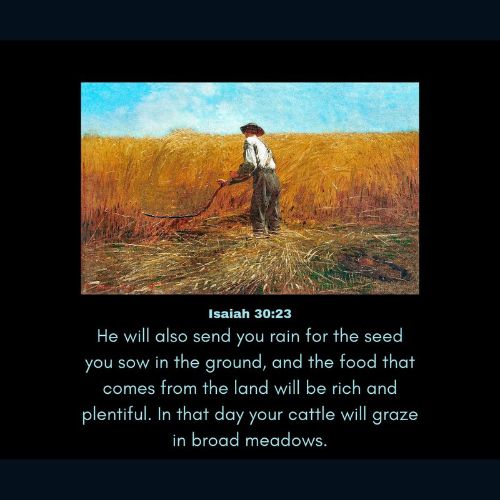 Isaiah 30:23
He will also send you rain for the seed
you sow in the ground, and the food that
comes from the land will be rich and
plentiful. In that day your cattle will graze
in broad meadows.